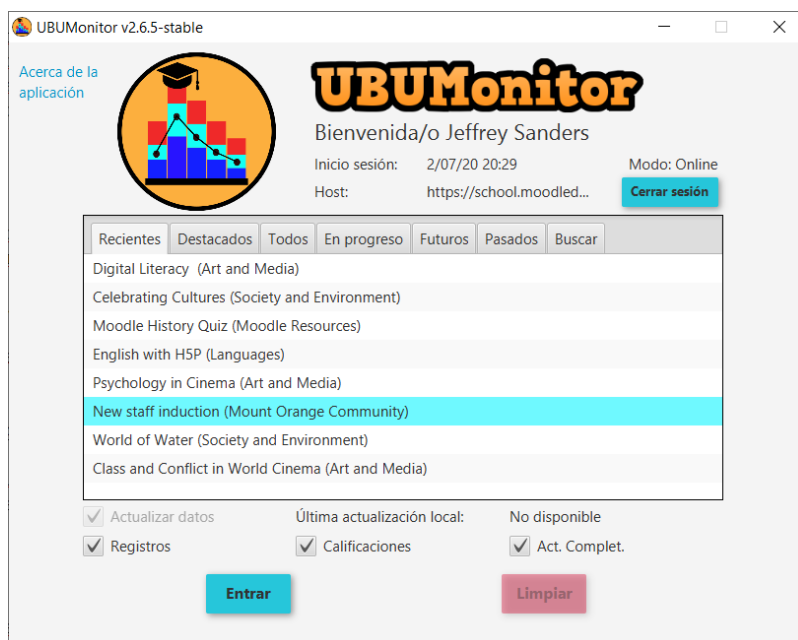 UBUMonitor v2.6.5-stable
Acerca de la
aplicación
UBUMonitor
Bienvenida/o Jeffrey Sanders
Inicio sesión: 2/07/20 20:29 Modo: Online
Host: https://school.moodled... Cerrar sesión
Recientes Destacados Todos En progreso Futuros Pasados Buscar
Digital Literacy (Art and Media)
Celebrating Cultures (Society and Environment)
Moodle History Quiz (Moodle Resources)
English with H5P (Languages)
Psychology in Cinema (Art and Media)
New staff induction (Mount Orange Community)
World of Water (Society and Environment)
Class and Conflict in World Cinema (Art and Media)
Actualizar datos Última actualización local: No disponible
Registros Calificaciones Act. Complet.
Entrar Limpiar